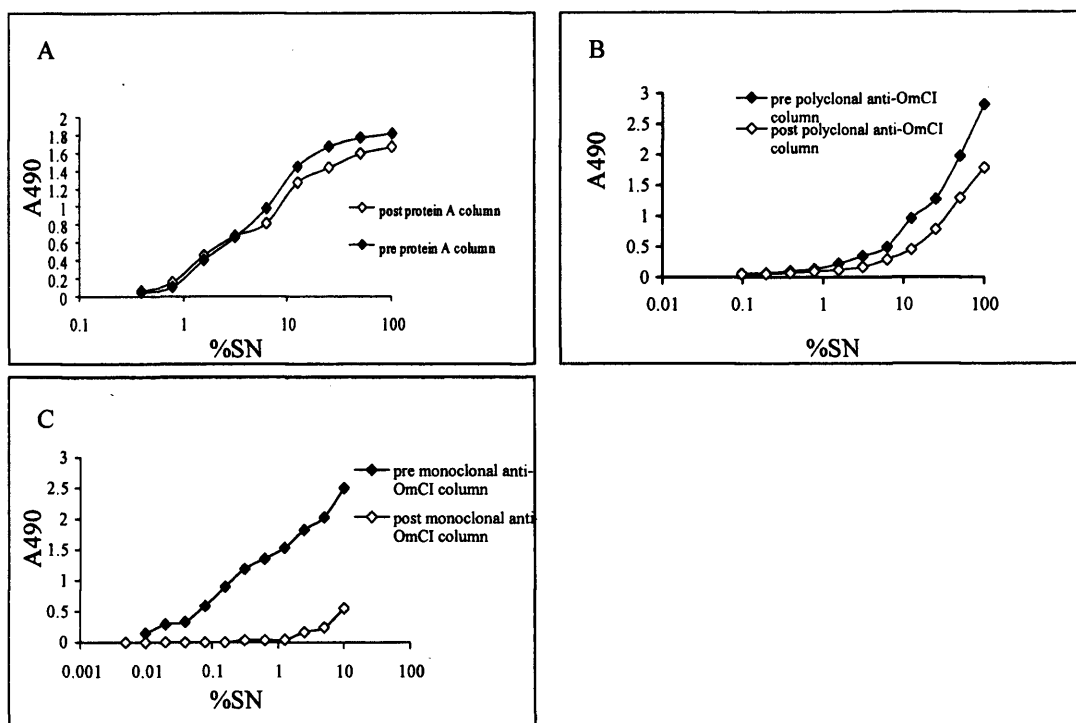 A
2
1.8
1.6
1.4
1.2
1
0.8
0.6
0.4
0.2
0
A490
0.1 1 10 100
%SN
post protein A column
pre protein A column
B
3
2.5
2
1.5
1
0.5
0
A490
0.01 0.1 1 10 100
%SN
pre polyclonal anti-OmCI
column
post polyclonal anti-OmCI
column
C
3
2.5
2
1.5
1
0.5
0
A490
0.001 0.01 0.1 1 10 100
%SN
pre monoclonal anti-
OmCI column
post monoclonal anti-
OmCI column